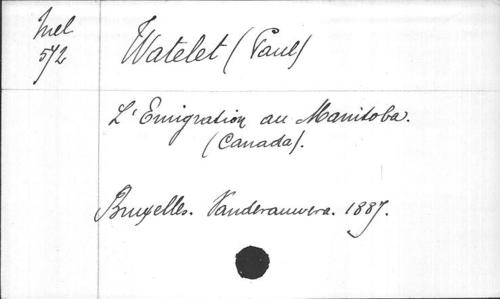 Mel
572
Watelet (Paul)
L'Emigration au Manitoba.
(Canada).
Bruxelles. Vanderauwera. 1887.